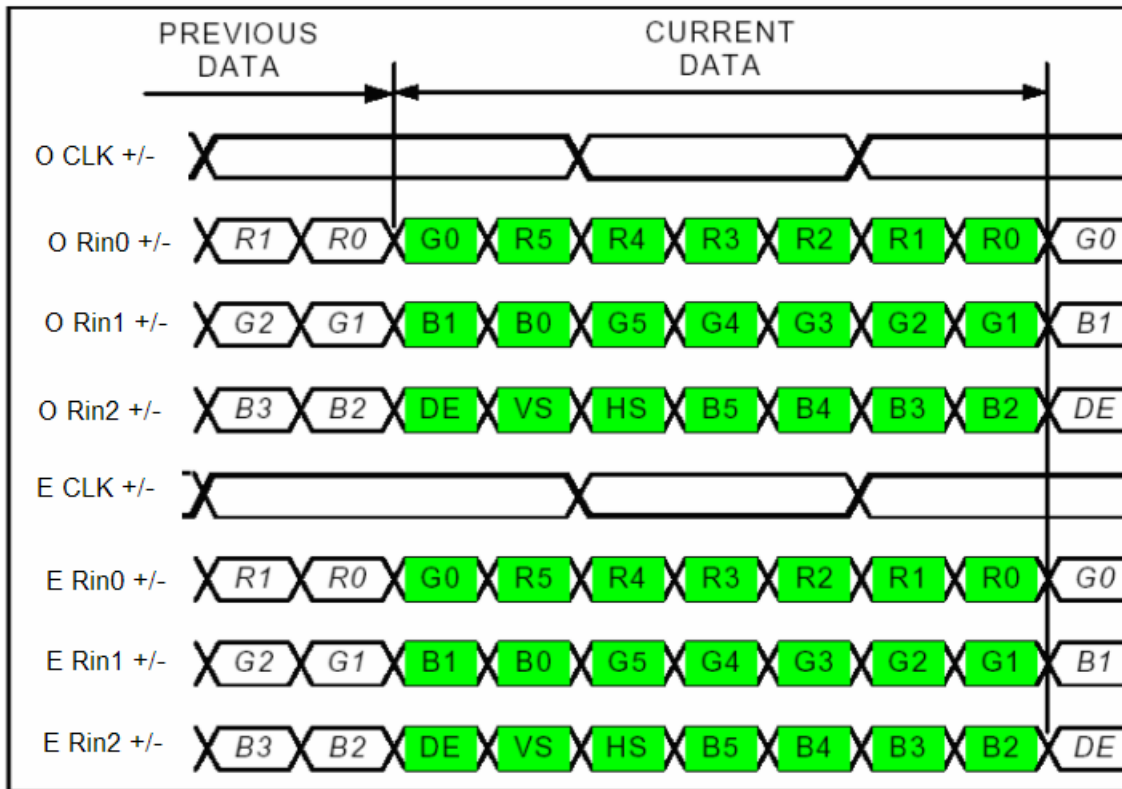 PREVIOUS DATA
CURRENT DATA
O CLK +/-
O Rin0 +/- R1 R0 G0 R5 R4 R3 R2 R1 R0 G0
O Rin1 +/- G2 G1 B1 B0 G5 G4 G3 G2 G1 B1
O Rin2 +/- B3 B2 DE VS HS B5 B4 B3 B2 DE
E CLK +/-
E Rin0 +/- R1 R0 G0 R5 R4 R3 R2 R1 R0 G0
E Rin1 +/- G2 G1 B1 B0 G5 G4 G3 G2 G1 B1
E Rin2 +/- B3 B2 DE VS HS B5 B4 B3 B2 DE